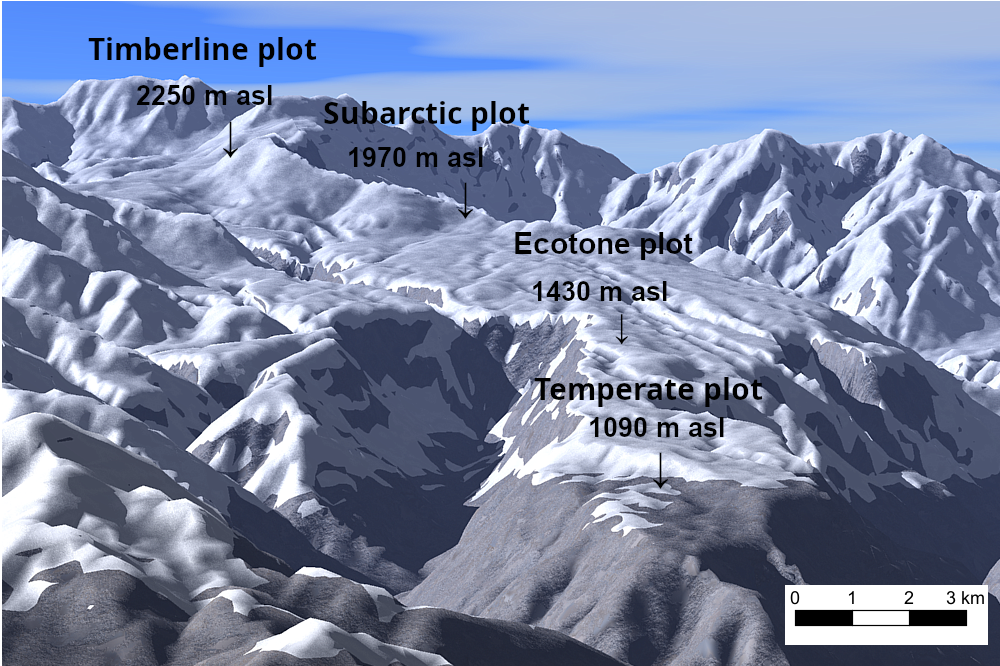 Timberline plot
2250 m asl
Subarctic plot
1970 m asl
Ecotone plot
1430 m asl
Temperate plot
1090 m asl
0 1 2 3 km